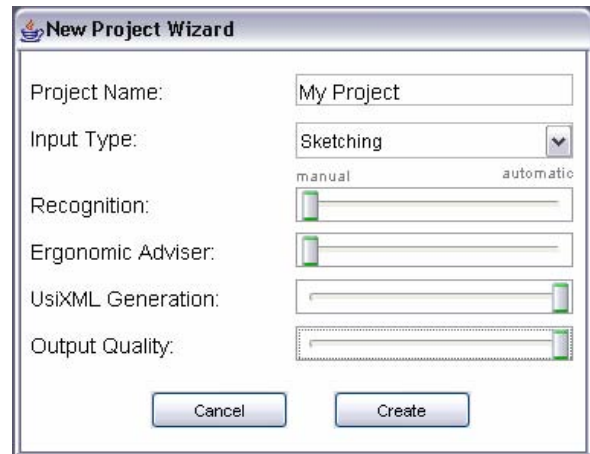 New Project Wizard
Project Name: My Project
Input Type: Sketching
manual automatic
Recognition:
Ergonomic Adviser:
UsiXML Generation:
Output Quality:
Cancel Create